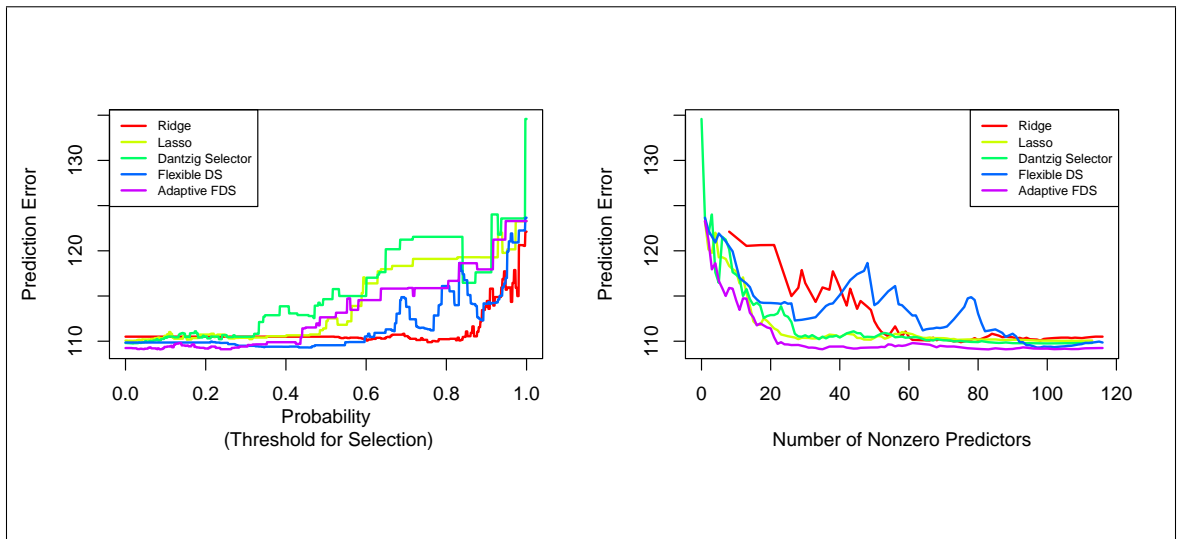 Ridge
Lasso
Dantzig Selector
Flexible DS
Adaptive FDS
Prediction Error
130
120
110
0.0 0.2 0.4 0.6 0.8 1.0
Probability
(Threshold for Selection)
Ridge
Lasso
Dantzig Selector
Flexible DS
Adaptive FDS
Prediction Error
130
120
110
0 20 40 60 80 100 120
Number of Nonzero Predictors